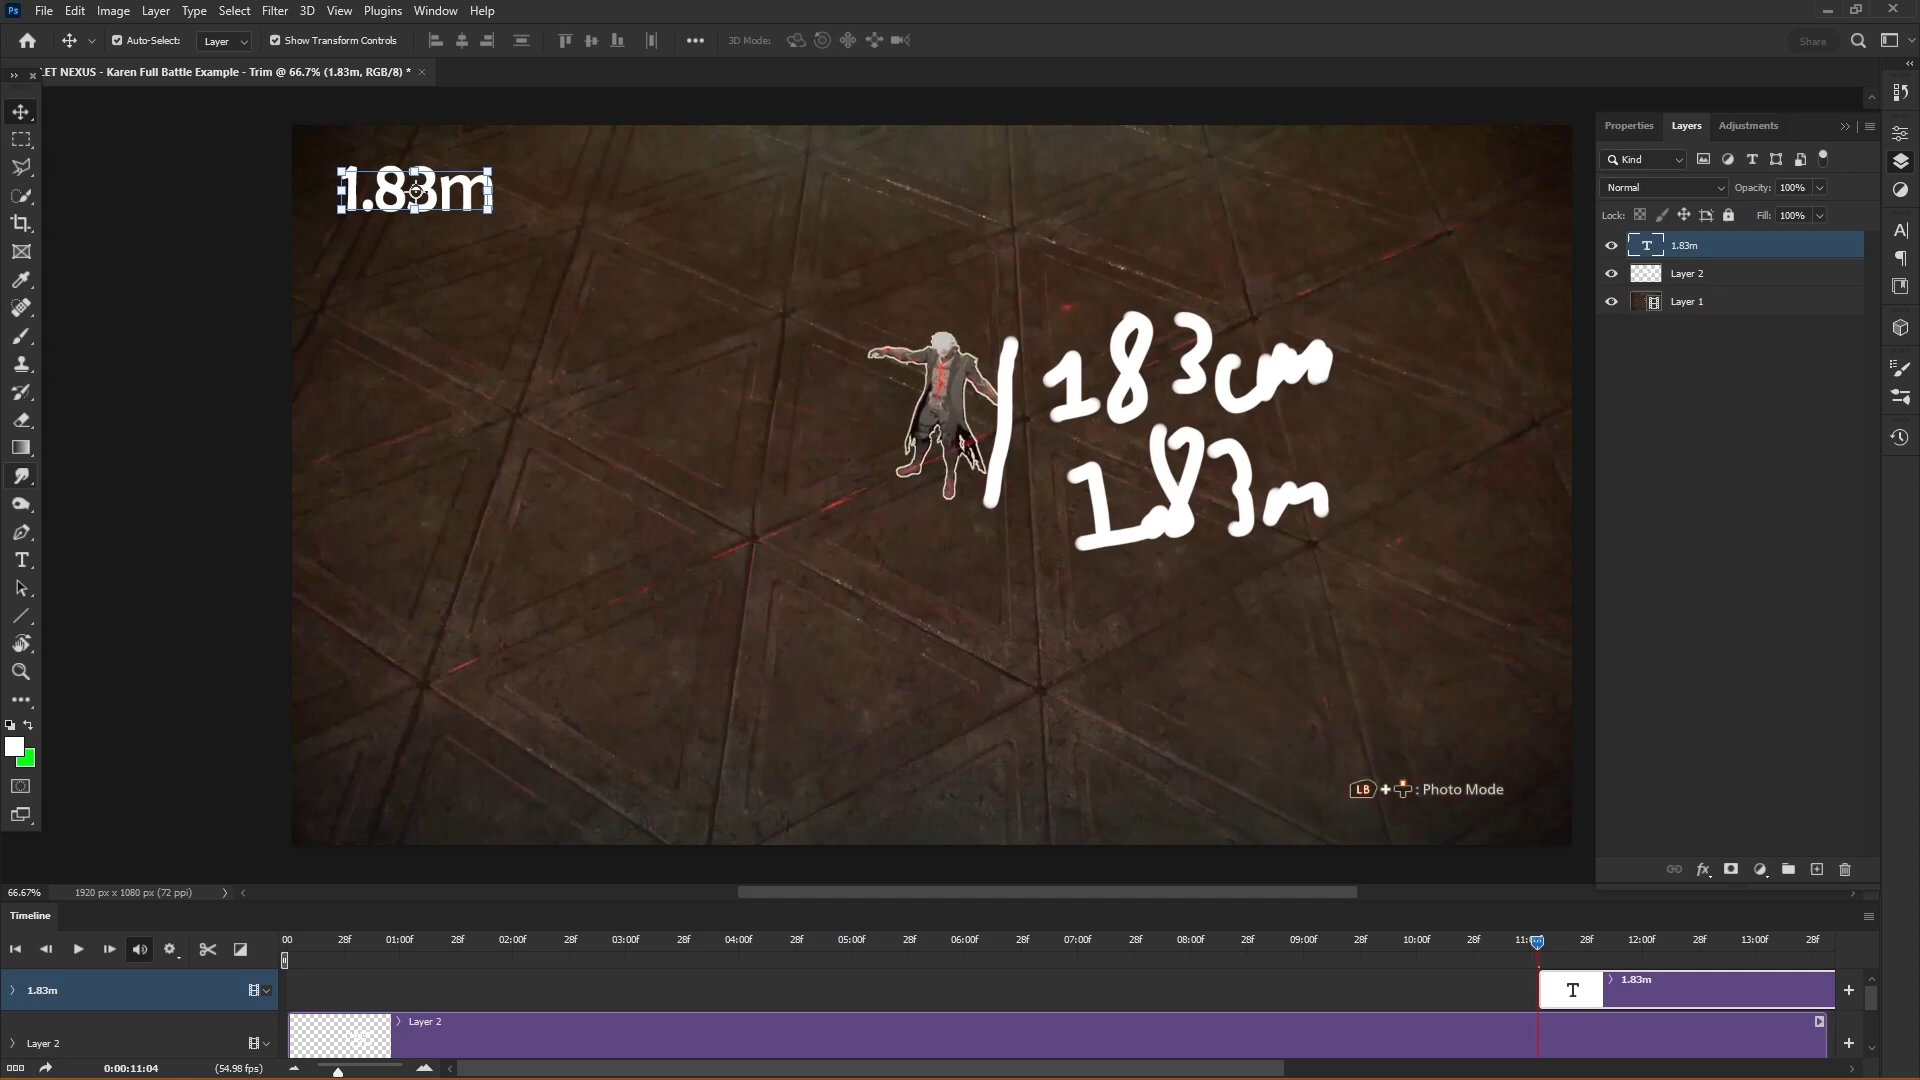 Ps File Edit Image Layer Type Select Filter 3D View Plugins Window Help
Auto-Select: Layer Show Transform Controls 3D Mode: Share
LET NEXUS - Karen Full Battle Example - Trim @ 66.7% (1.83m, RGB/8) *
1.83m
183cm
1.83m
LB + : Photo Mode
Properties Layers Adjustments
Kind
Normal Opacity: 100%
Lock: Fill: 100%
T 1.83m
Layer 2
Layer 1
66.67% 1920 px x 1080 px (72 ppi)
Timeline
00 28f 01:00f 28f 02:00f 28f 03:00f 28f 04:00f 28f 05:00f 28f 06:00f 28f 07:00f 28f 08:00f 28f 09:00f 28f 10:00f 28f 28f 12:00f 28f 13:00f 28f
1.83m T 1.83m
Layer 2
Layer 2
0:00:11:04 (54.98 fps)